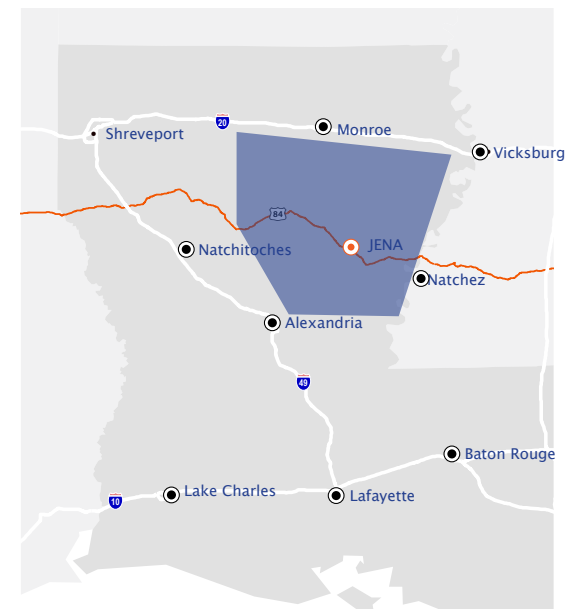 20
Monroe
Shreveport
Vicksburg
84
JENA
Natchitoches
Natchez
Alexandria
49
Baton Rouge
Lake Charles
Lafayette
10